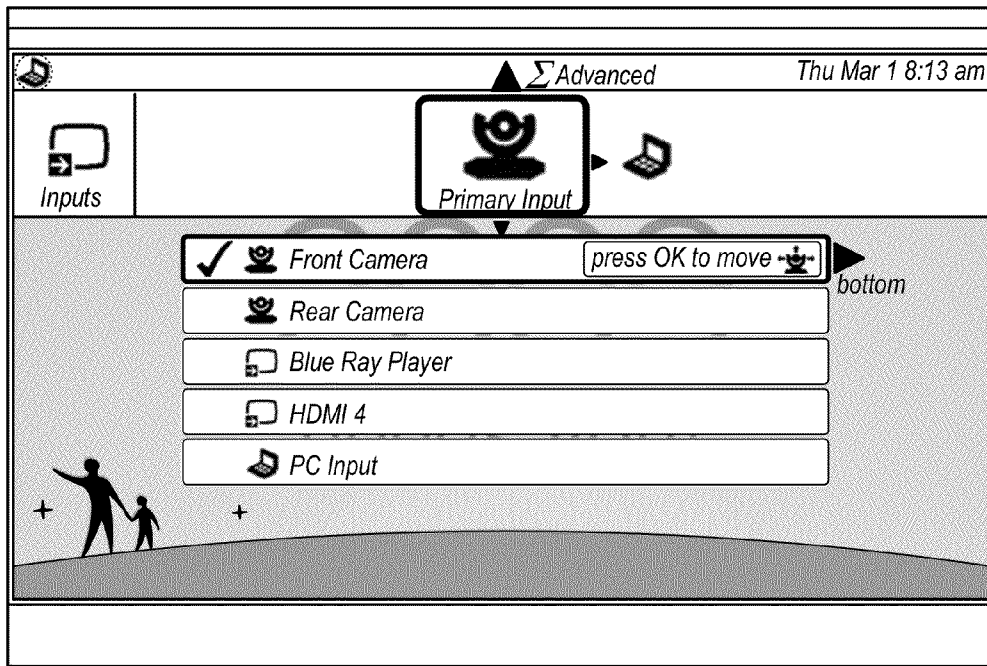 ΣAdvanced
Thu Mar 1 8:13 am
Inputs
Primary Input
Front Camera
press OK to move
bottom
Rear Camera
Blue Ray Player
HDMI 4
PC Input